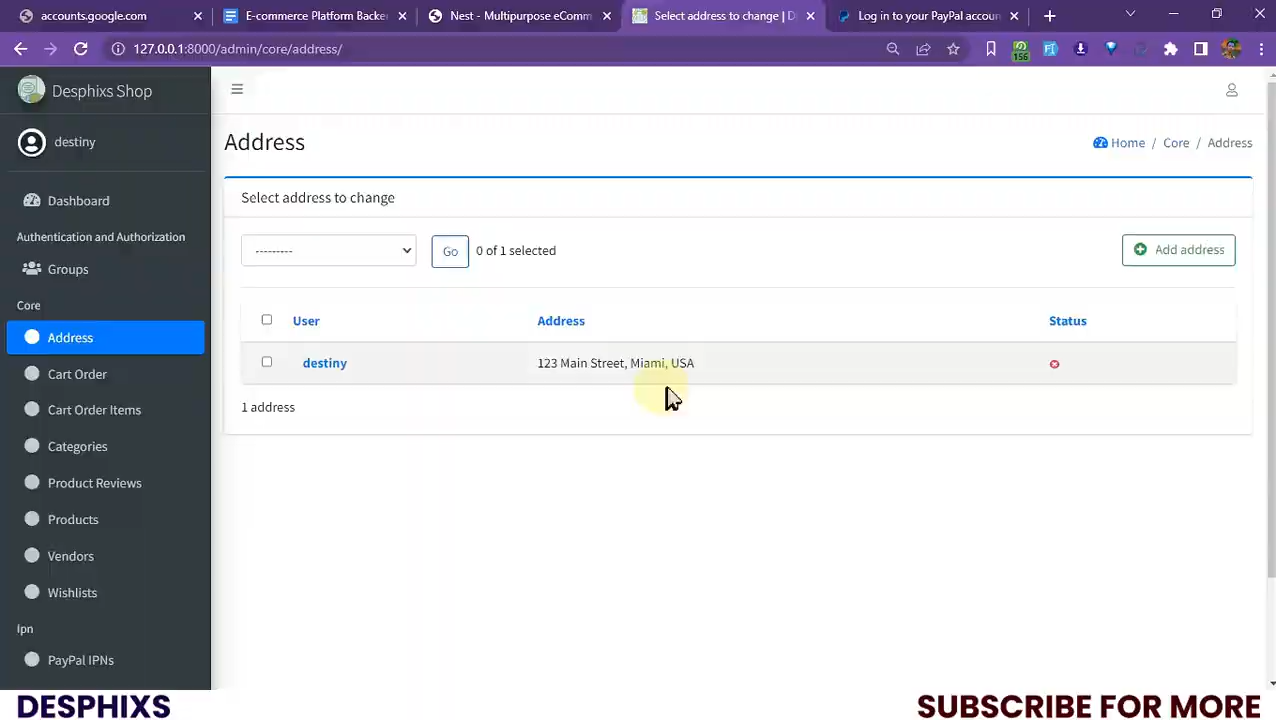 accounts.google.com
E-commerce Platform Backe
Nest - Multipurpose eComm
Select address to change | D
Log in to your PayPal accoun
127.0.0.1:8000/admin/core/address/
156
Desphixs Shop
destiny
Dashboard
Authentication and Authorization
Groups
Core
Address
Cart Order
Cart Order Items
Categories
Product Reviews
Products
Vendors
Wishlists
Ipn
PayPal IPNs
Address
Home / Core / Address
Select address to change
---------
Go
0 of 1 selected
Add address
User Address Status
destiny 123 Main Street, Miami, USA
1 address
DESPHIXS
SUBSCRIBE FOR MORE